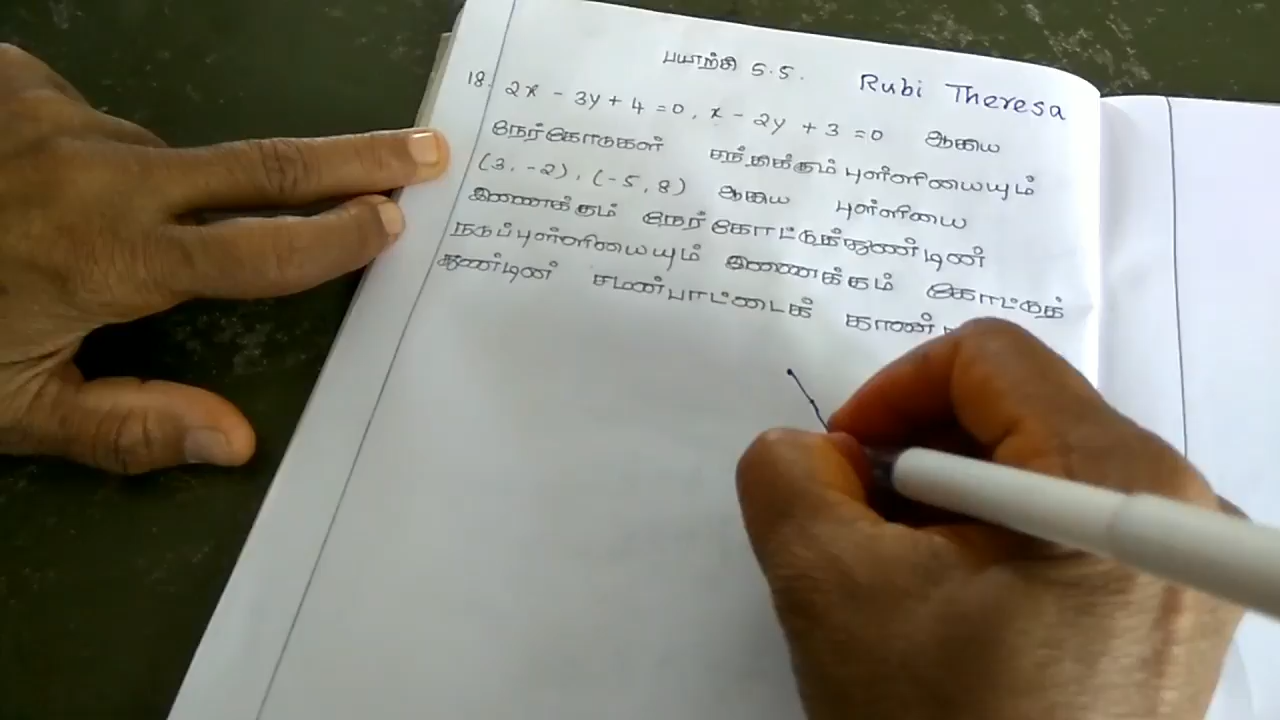 பயிற்சி 5.5. Rubi Theresa
18. 2x - 3y + 4 = 0, x - 2y + 3 = 0 ஆகிய
நேர்கோடுகள் சந்திக்கும் புள்ளியையும்
(3, -2), (-5, 8) ஆகிய புள்ளியை
இணைக்கும் நேர்கோட்டுத்துண்டின்
நடுப்புள்ளியையும் இணைக்கும் கோட்டுத்
துண்டின் சமன்பாட்டைக்